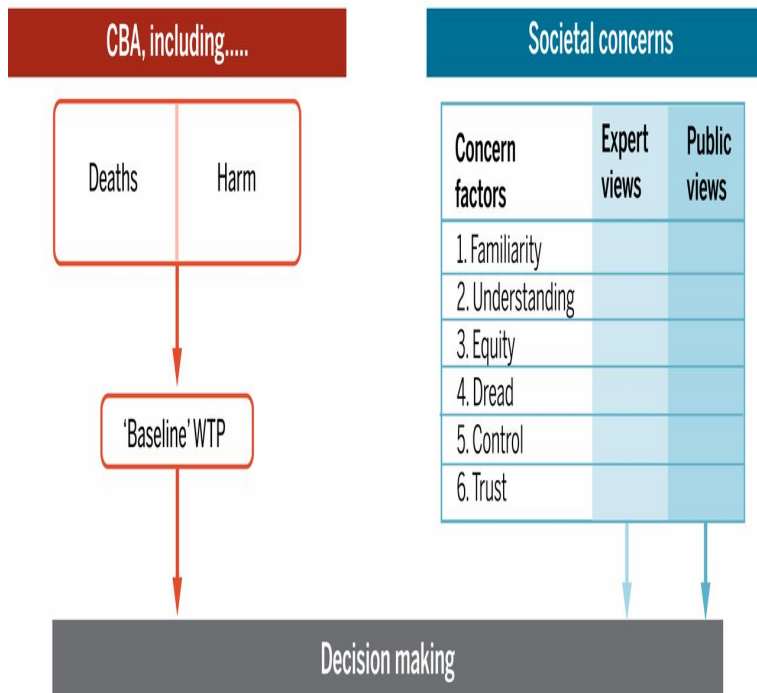 CBA, including.....
Societal concerns
Deaths
Harm
'Baseline' WTP
Concern
factors
Expert
views
Public
views
1. Familiarity
2. Understanding
3. Equity
4. Dread
5. Control
6. Trust
Decision making